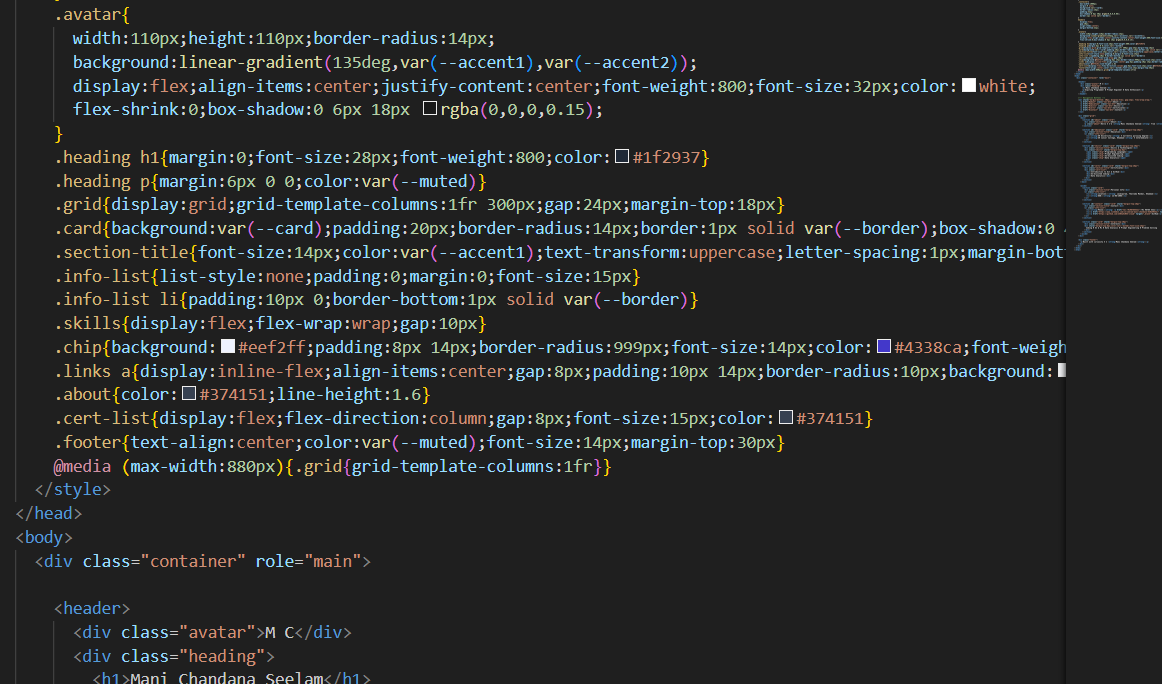 .avatar{
width:110px;height:110px;border-radius:14px;
background:linear-gradient(135deg,var(--accent1),var(--accent2));
display:flex;align-items:center;justify-content:center;font-weight:800;font-size:32px;color:white;
flex-shrink:0;box-shadow:0 6px 18px rgba(0,0,0,0.15);
}
.heading h1{margin:0;font-size:28px;font-weight:800;color:#1f2937}
.heading p{margin:6px 0 0;color:var(--muted)}
.grid{display:grid;grid-template-columns:1fr 300px;gap:24px;margin-top:18px}
.card{background:var(--card);padding:20px;border-radius:14px;border:1px solid var(--border);box-shadow:0
.section-title{font-size:14px;color:var(--accent1);text-transform:uppercase;letter-spacing:1px;margin-bot
.info-list{list-style:none;padding:0;margin:0;font-size:15px}
.info-list li{padding:10px 0;border-bottom:1px solid var(--border)}
.skills{display:flex;flex-wrap:wrap;gap:10px}
.chip{background:#eef2ff;padding:8px 14px;border-radius:999px;font-size:14px;color:#4338ca;font-weigh
.links a{display:inline-flex;align-items:center;gap:8px;padding:10px 14px;border-radius:10px;background:
.about{color:#374151;line-height:1.6}
.cert-list{display:flex;flex-direction:column;gap:8px;font-size:15px;color:#374151}
.footer{text-align:center;color:var(--muted);font-size:14px;margin-top:30px}
@media (max-width:880px){.grid{grid-template-columns:1fr}}
</style>
</head>
<body>
<div class="container" role="main">
<header>
<div class="avatar">M C</div>
<div class="heading">
<h1>Mani Chandana Seelam</h1>